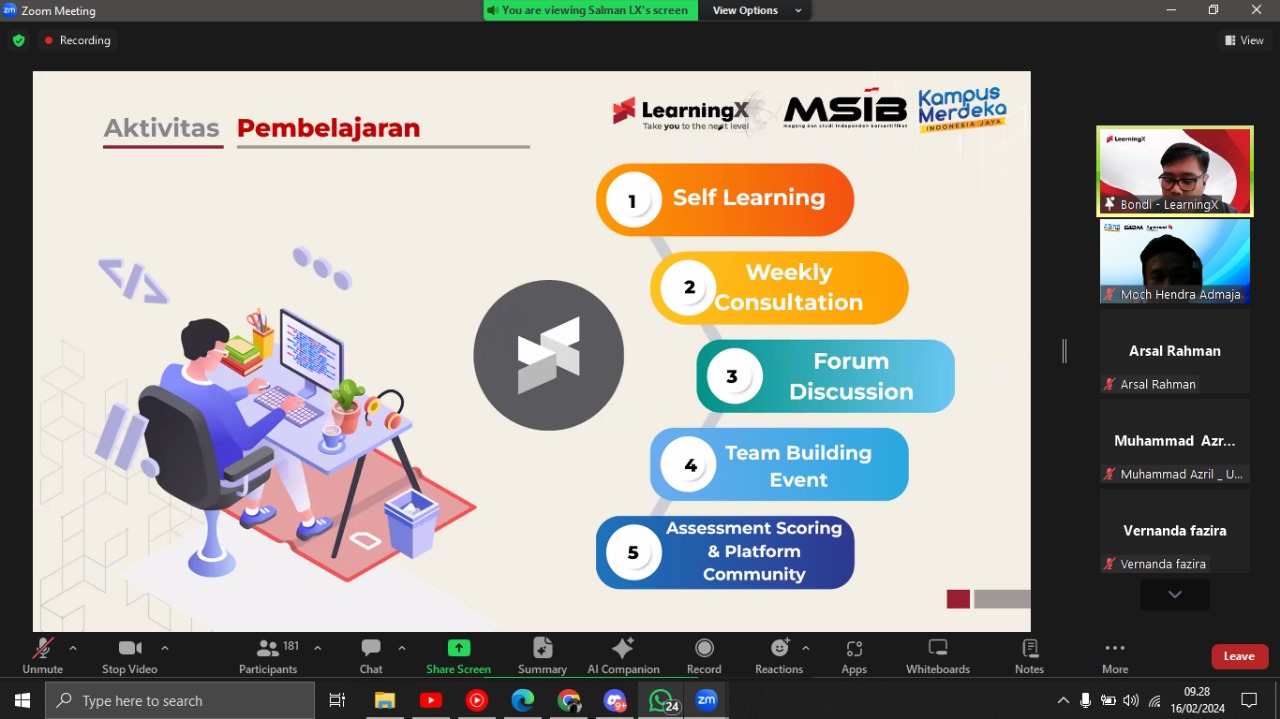 Zoom Meeting
You are viewing Salman LX's screen
View Options
Recording
View
Aktivitas Pembelajaran
LearningX
Take you to the next level
MSIB
magang dan studi independen bersertifikat
Kampus
Merdeka
INDONESIA JAYA
1
Self Learning
2
Weekly
Consultation
3
Forum
Discussion
4
Team Building
Event
5
Assessment Scoring
& Platform
Community
LearningX
Bondi - LearningX
Moch Hendra Admaja
Arsal Rahman
Arsal Rahman
Muhammad Azr...
Muhammad Azril _ U...
Vernanda fazira
Vernanda fazira
Unmute
Stop Video
181
Participants
Chat
Share Screen
Summary
AI Companion
Record
Reactions
Apps
Whiteboards
Notes
More
Leave
Type here to search
9+
24
zm
09.28
16/02/2024